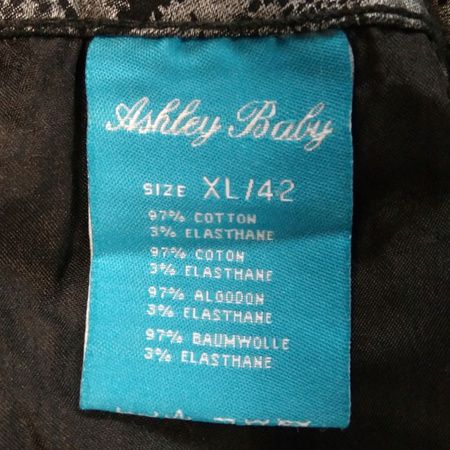 Ashley Baby
SIZE XL/42
97% COTTON
3% ELASTHANE
97% COTON
3% ELASTHANE
97% ALGODON
3% ELASTHANE
97% BAUMWOLLE
3% ELASTHANE